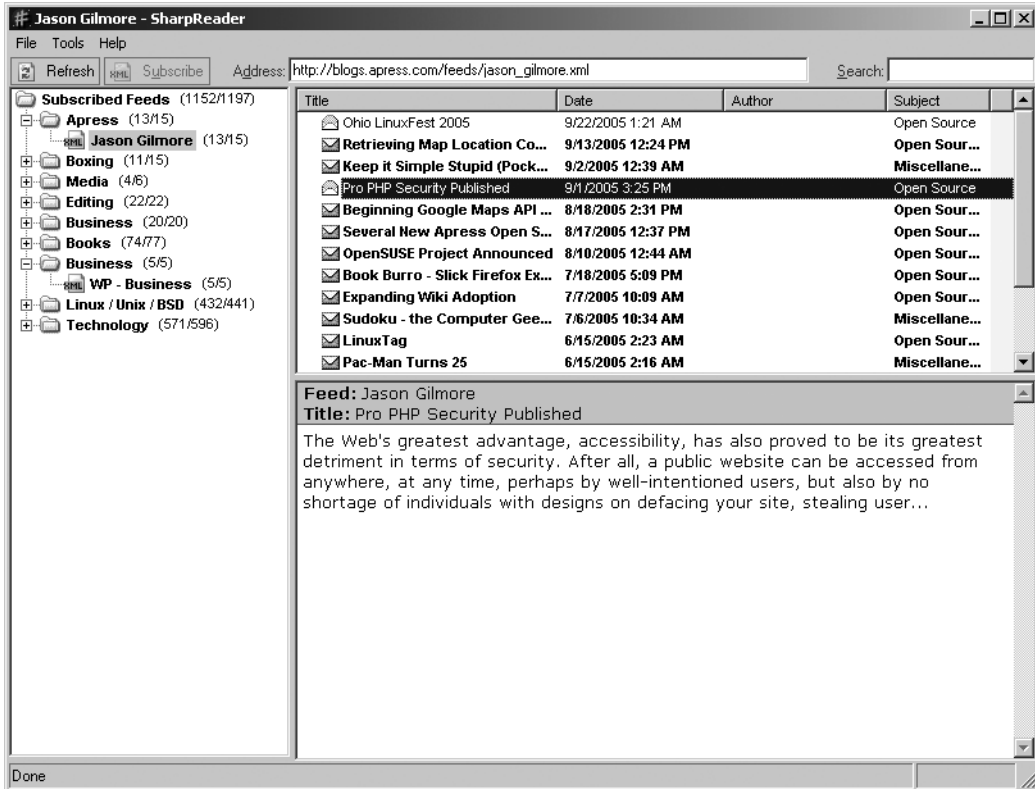 Jason Gilmore - SharpReader
File Tools Help
Refresh XML Subscribe Address: http://blogs.apress.com/feeds/jason_gilmore.xml Search:
Subscribed Feeds (1152/1197)
Apress (13/15)
XML Jason Gilmore (13/15)
Boxing (11/15)
Media (4/6)
Editing (22/22)
Business (20/20)
Books (74/77)
Business (5/5)
XML WP - Business (5/5)
Linux / Unix / BSD (432/441)
Technology (571/596)
Title Date Author Subject
Ohio LinuxFest 2005 9/22/2005 1:21 AM Open Source
Retrieving Map Location Co... 9/13/2005 12:24 PM Open Sour...
Keep it Simple Stupid (Pock... 9/2/2005 12:39 AM Miscellane...
Pro PHP Security Published 9/1/2005 3:25 PM Open Source
Beginning Google Maps API ... 8/18/2005 2:31 PM Open Sour...
Several New Apress Open S... 8/17/2005 12:37 PM Open Sour...
OpenSUSE Project Announced 8/10/2005 12:44 AM Open Sour...
Book Burro - Slick Firefox Ex... 7/18/2005 5:09 PM Open Sour...
Expanding Wiki Adoption 7/7/2005 10:09 AM Open Sour...
Sudoku - the Computer Gee... 7/6/2005 10:34 AM Miscellane...
LinuxTag 6/15/2005 2:23 AM Open Sour...
Pac-Man Turns 25 6/15/2005 2:16 AM Miscellane...
Feed: Jason Gilmore
Title: Pro PHP Security Published
The Web's greatest advantage, accessibility, has also proved to be its greatest
detriment in terms of security. After all, a public website can be accessed from
anywhere, at any time, perhaps by well-intentioned users, but also by no
shortage of individuals with designs on defacing your site, stealing user...
Done